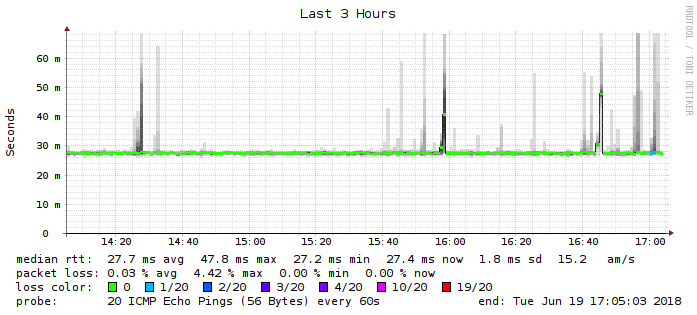 Last 3 Hours
RRDTOOL / TOBI OETIKER
Seconds
60 m
50 m
40 m
30 m
20 m
10 m
0
14:20 14:40 15:00 15:20 15:40 16:00 16:20 16:40 17:00
median rtt: 27.7 ms avg 47.8 ms max 27.2 ms min 27.4 ms now 1.8 ms sd 15.2 am/s
packet loss: 0.03 % avg 4.42 % max 0.00 % min 0.00 % now
loss color: 0 1/20 2/20 3/20 4/20 10/20 19/20
probe: 20 ICMP Echo Pings (56 Bytes) every 60s end: Tue Jun 19 17:05:03 2018